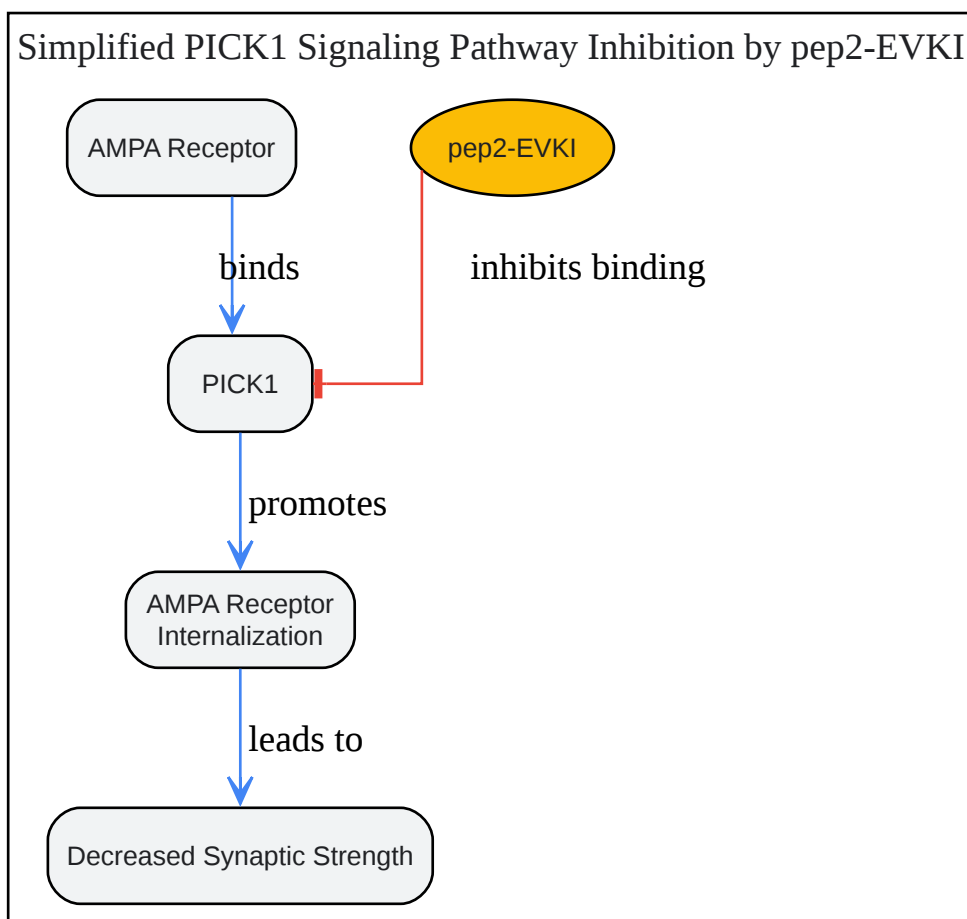 Simplified PICK1 Signaling Pathway Inhibition by pep2-EVKI
AMPA Receptor
pep2-EVKI
binds
inhibits binding
PICK1
promotes
AMPA Receptor
Internalization
leads to
Decreased Synaptic Strength